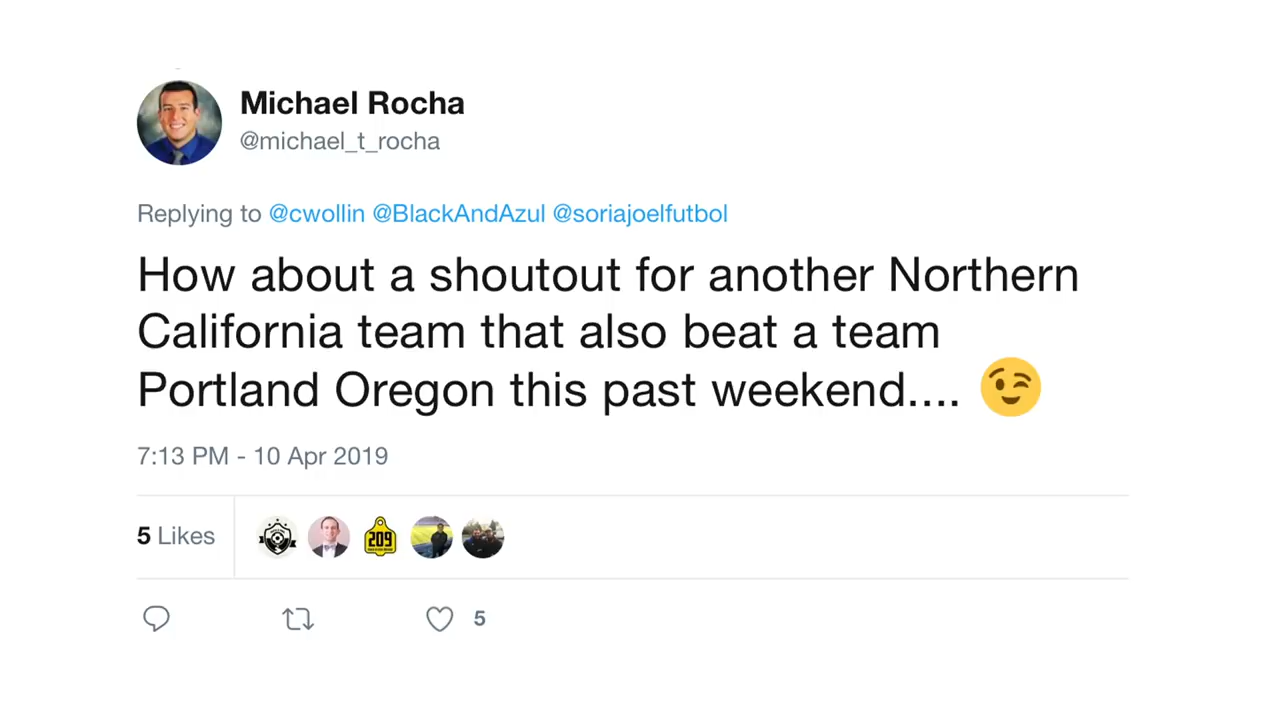 Michael Rocha
@michael_t_rocha
Replying to @cwollin @BlackAndAzul @soriajoelfutbol
How about a shoutout for another Northern
California team that also beat a team
Portland Oregon this past weekend.... 😉
7:13 PM - 10 Apr 2019
5 Likes
209
5